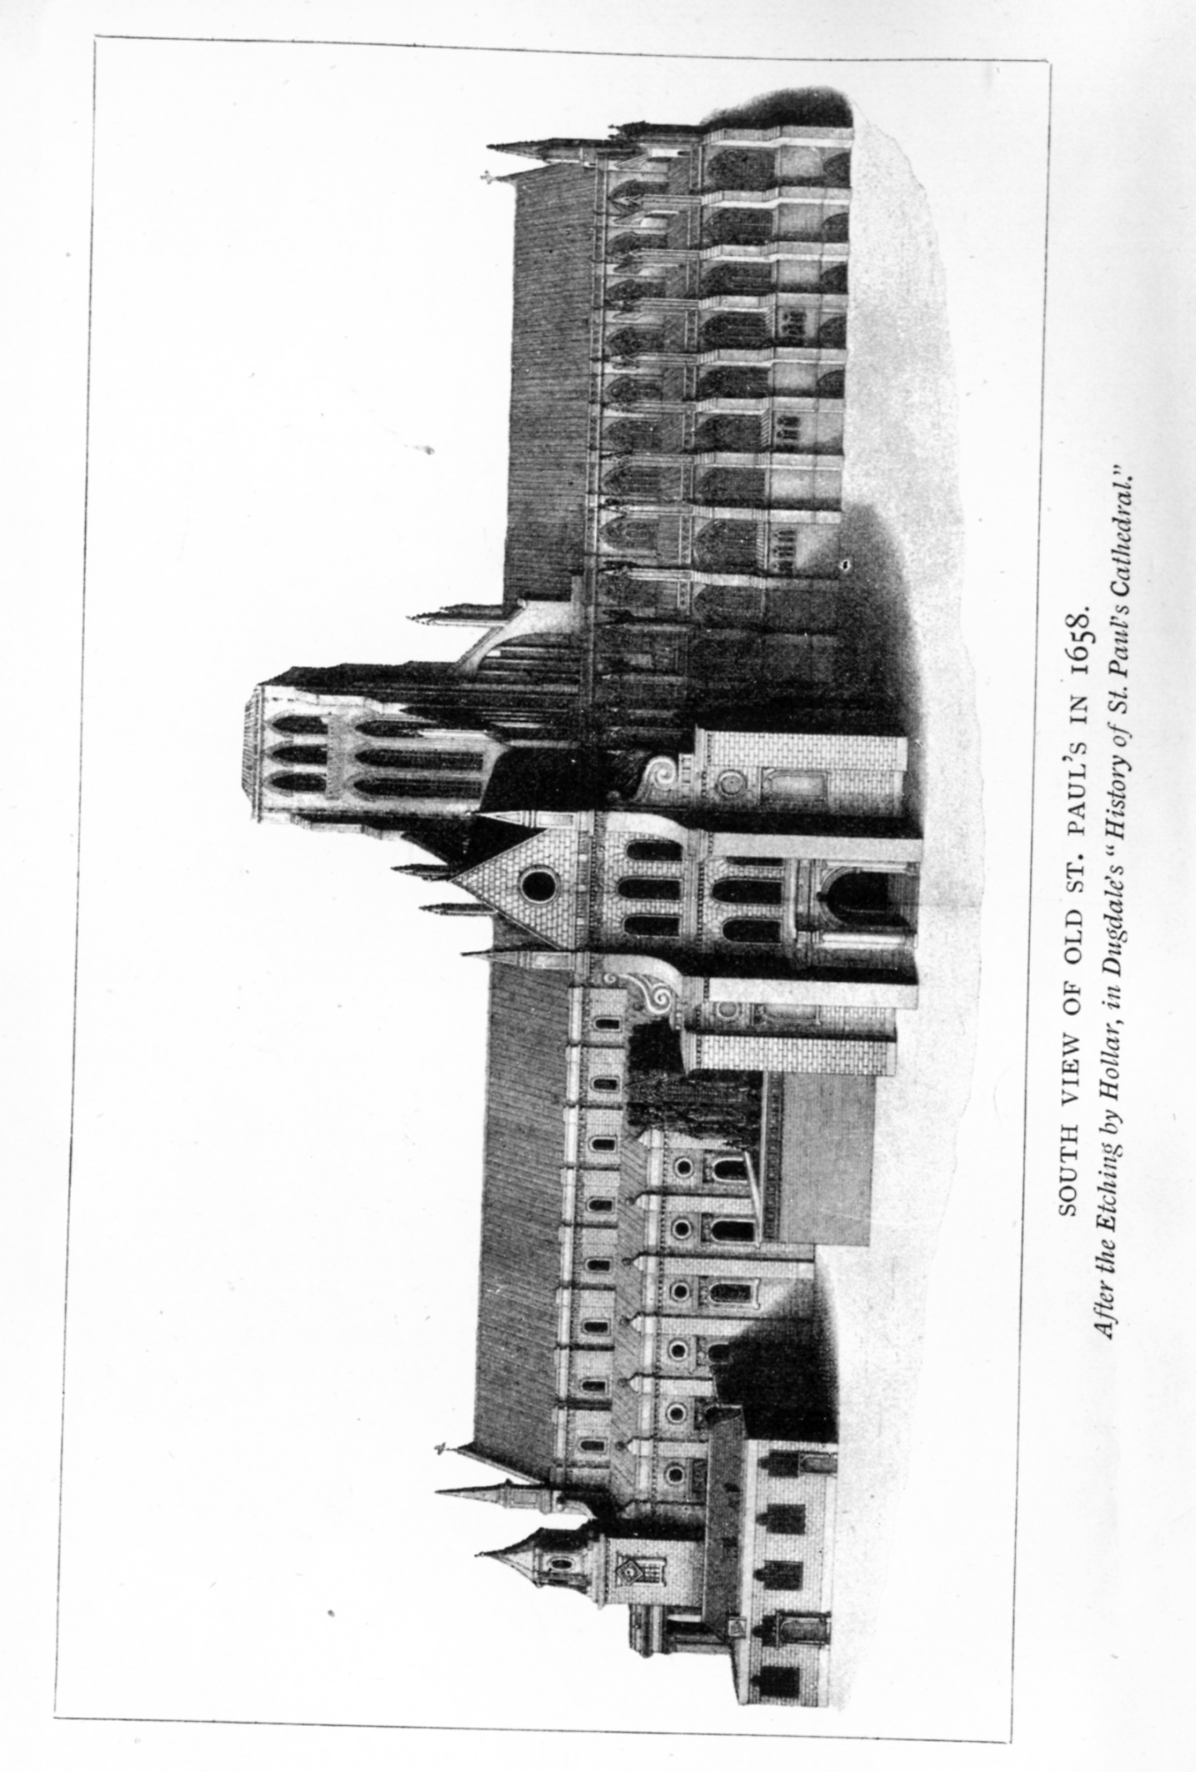 SOUTH VIEW OF OLD ST. PAUL'S IN 1658.
After the Etching by Hollar, in Dugdale's "History of St. Paul's Cathedral."